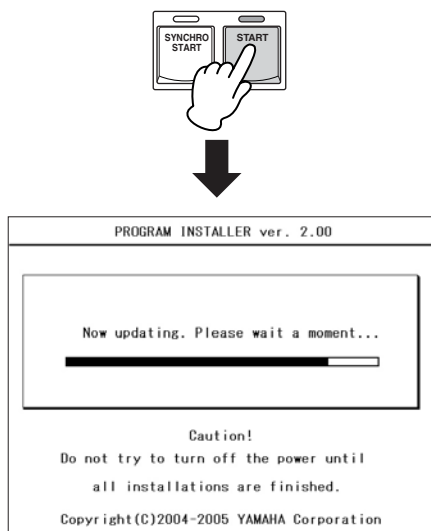 SYNCHRO
START
START
PROGRAM INSTALLER ver. 2.00
Now updating. Please wait a moment...
Caution!
Do not try to turn off the power until
all installations are finished.
Copyright(C)2004-2005 YAMAHA Corporation